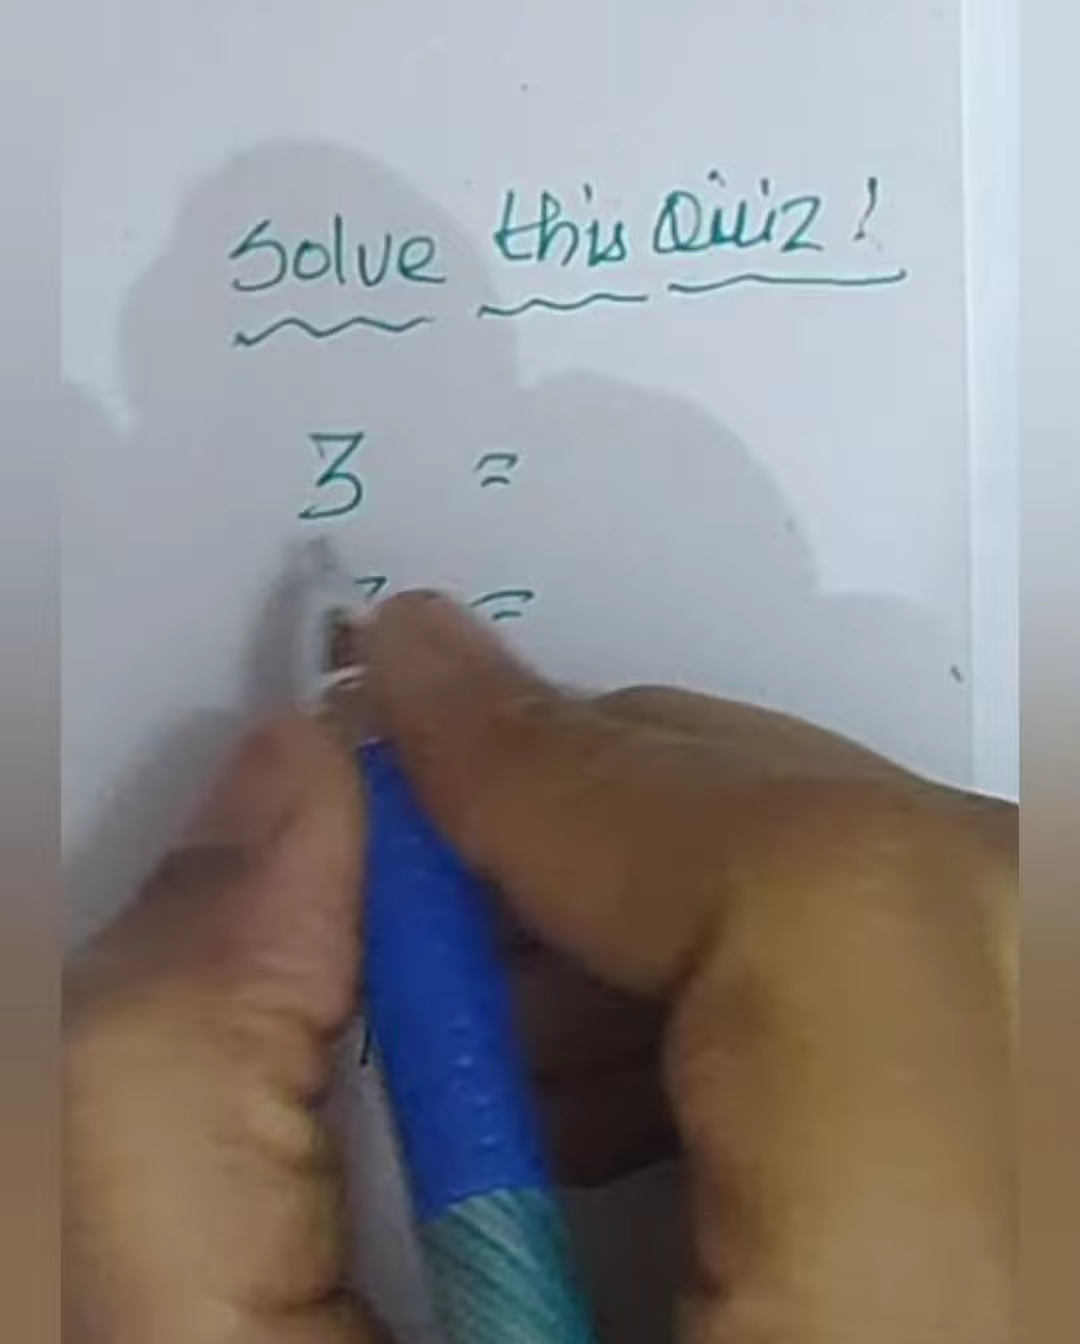 Solve this Quiz!
3 =
=